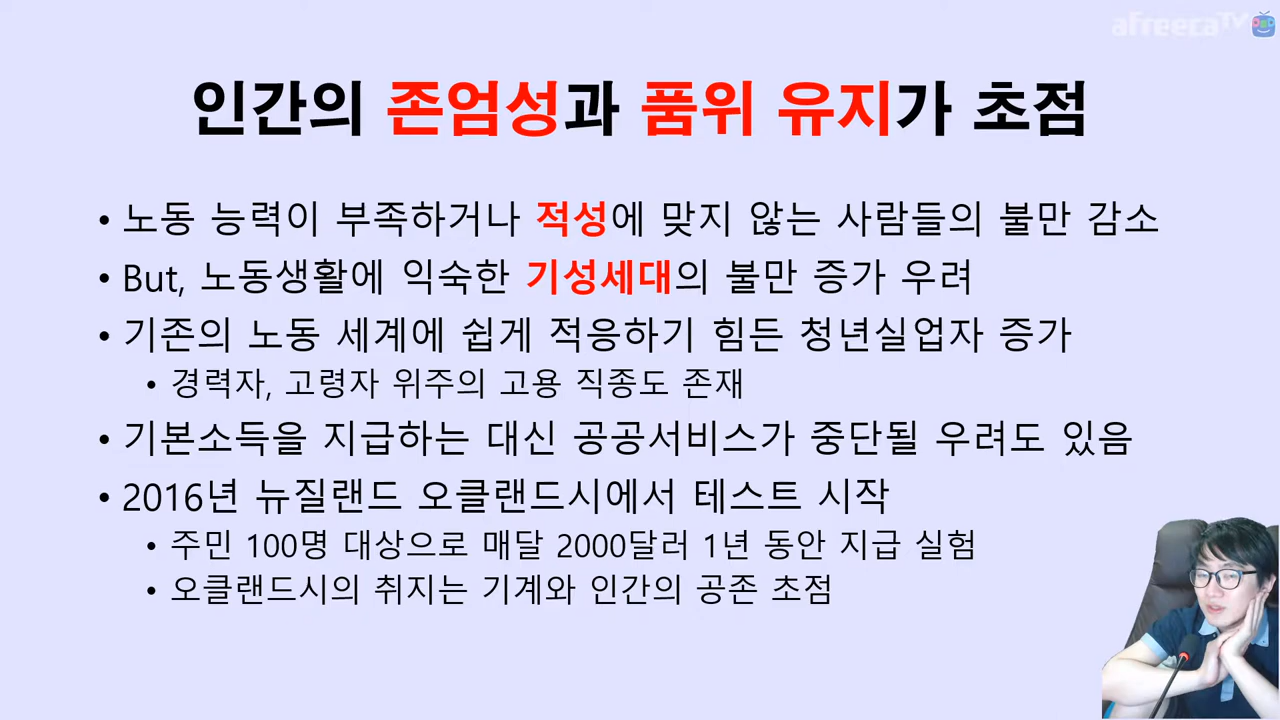 afreecaTV
인간의 존엄성과 품위 유지가 초점
• 노동 능력이 부족하거나 적성에 맞지 않는 사람들의 불만 감소
• But, 노동생활에 익숙한 기성세대의 불만 증가 우려
• 기존의 노동 세계에 쉽게 적응하기 힘든 청년실업자 증가
• 경력자, 고령자 위주의 고용 직종도 존재
• 기본소득을 지급하는 대신 공공서비스가 중단될 우려도 있음
• 2016년 뉴질랜드 오클랜드시에서 테스트 시작
• 주민 100명 대상으로 매달 2000달러 1년 동안 지급 실험
• 오클랜드시의 취지는 기계와 인간의 공존 초점